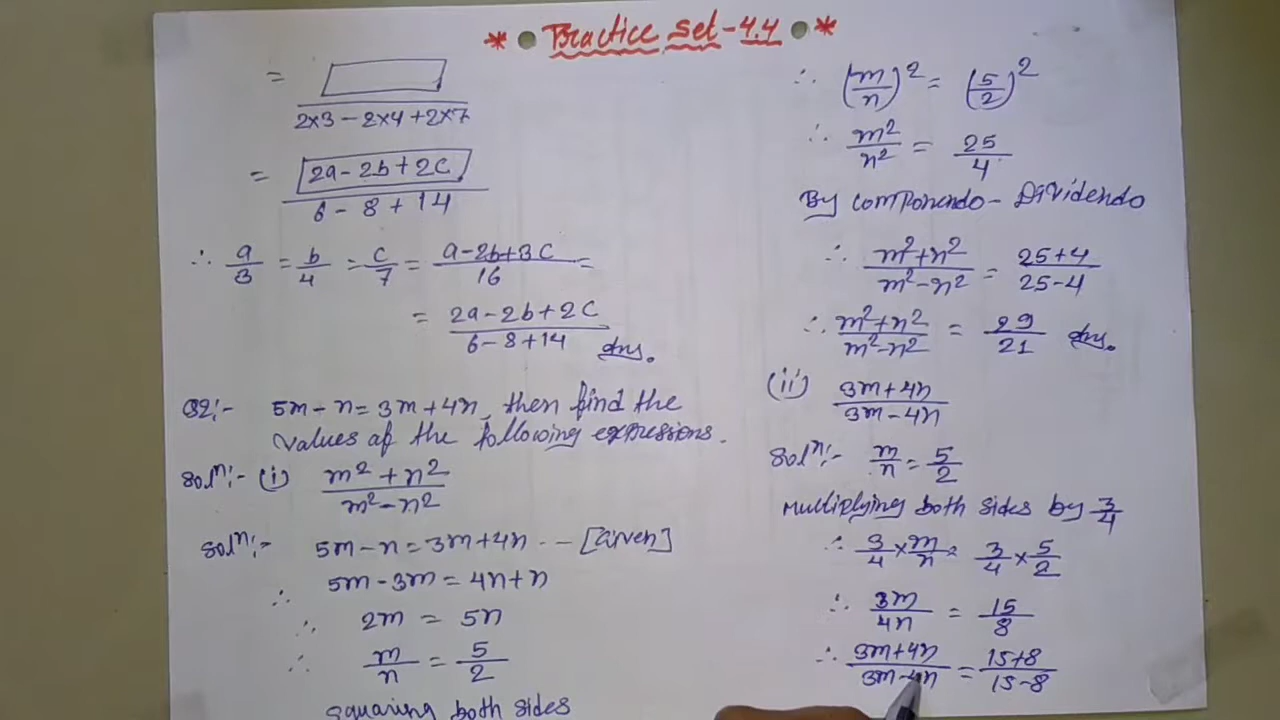 * • Practice Set - 4.4 • *
=
2×3 - 2×4 + 2×7
= 2a - 2b + 2c
6 - 8 + 14
∴ a/3 = b/4 = c/7 = a-2b+3c/16 =
= 2a - 2b + 2c
6 - 8 + 14 Ans.
Q2:- 5m - n = 3m + 4n, then find the
values of the following expressions.
Solⁿ:- (i) m² + n²
m² - n²
Solⁿ:- 5m - n = 3m + 4n -- [Given]
∴ 5m - 3m = 4n + n
∴ 2m = 5n
∴ m/n = 5/2
squaring both sides
∴ (m/n)² = (5/2)²
∴ m²/n² = 25/4
By componendo - Dividendo
∴ m²+n²/m²-n² = 25+4/25-4
∴ m²+n²/m²-n² = 29/21 Ans.
(ii) 3m + 4n
3m - 4n
Solⁿ:- m/n = 5/2
Multiplying both sides by 3/4
∴ 3/4 × m/n = 3/4 × 5/2
∴ 3m/4n = 15/8
∴ 3m+4n/3m-4n = 15+8/15-8